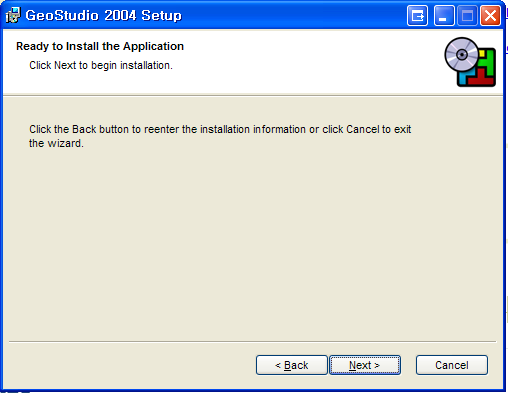 GeoStudio 2004 Setup
Ready to Install the Application
Click Next to begin installation.
Click the Back button to reenter the installation information or click Cancel to exit
the wizard.
< Back
Next >
Cancel